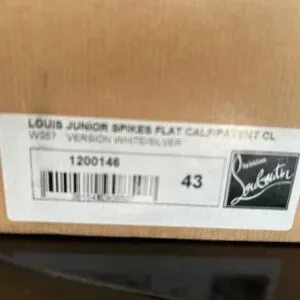 LOUIS JUNIOR SPIKES FLAT CALF/PATENT CL
W057 VERSION WHITE/SILVER
1200146
43
Christian
Louboutin